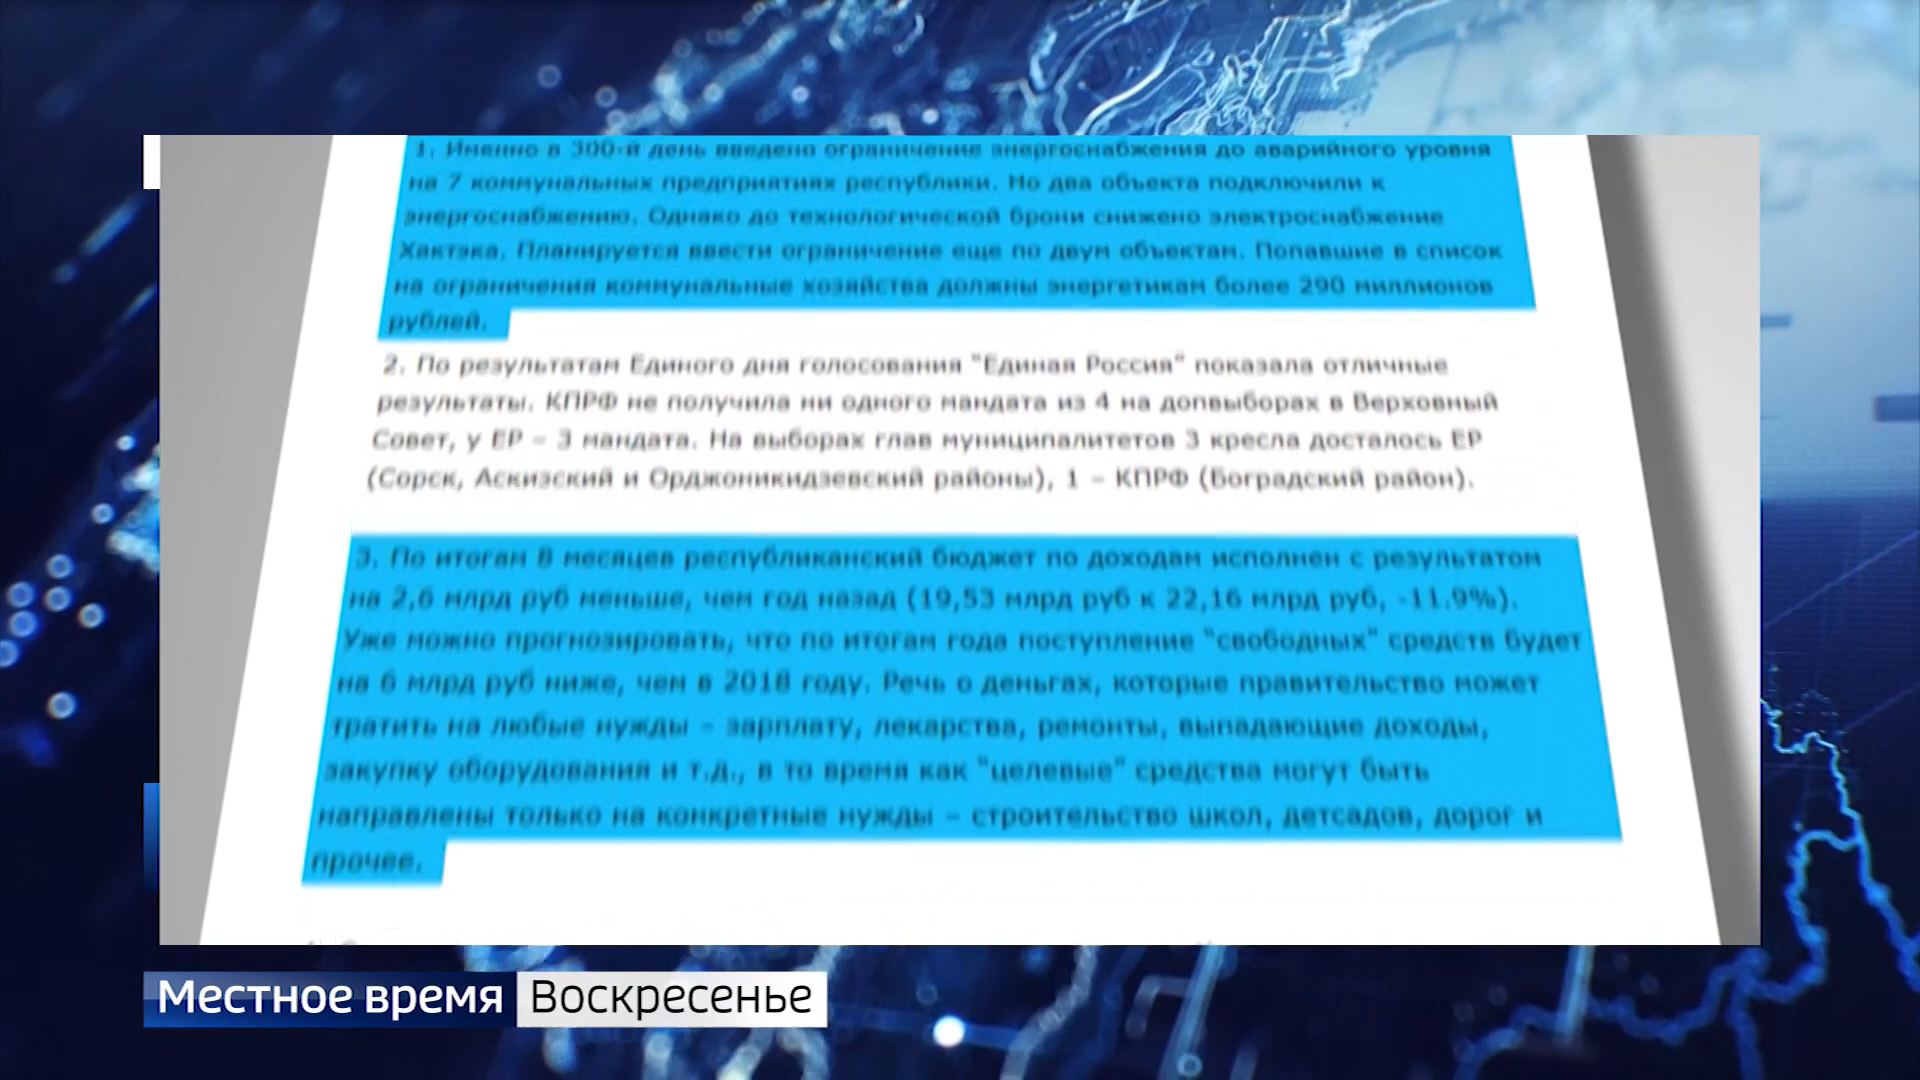 1. Именно в 300-й день введено ограничение энергоснабжения до аварийного уровня
на 7 коммунальных предприятиях республики. Но два объекта подключили к
энергоснабжению. Однако до технологической брони снижено электроснабжение
Хактэка. Планируется ввести ограничение еще по двум объектам. Попавшие в список
на ограничения коммунальные хозяйства должны энергетикам более 290 миллионов
рублей.
2. По результатам Единого дня голосования "Единая Россия" показала отличные
результаты. КПРФ не получила ни одного мандата из 4 на допвыборах в Верховный
Совет, у ЕР – 3 мандата. На выборах глав муниципалитетов 3 кресла досталось ЕР
(Сорск, Аскизский и Орджоникидзевский районы), 1 – КПРФ (Боградский район).
3. По итогам 8 месяцев республиканский бюджет по доходам исполнен с результатом
на 2,6 млрд руб меньше, чем год назад (19,53 млрд руб к 22,16 млрд руб, -11.9%).
Уже можно прогнозировать, что по итогам года поступление "свободных" средств будет
на 6 млрд руб ниже, чем в 2018 году. Речь о деньгах, которые правительство может
тратить на любые нужды – зарплату, лекарства, ремонты, выпадающие доходы,
закупку оборудования и т.д., в то время как "целевые" средства могут быть
направлены только на конкретные нужды – строительство школ, детсадов, дорог и
прочее.
Местное время Воскресенье